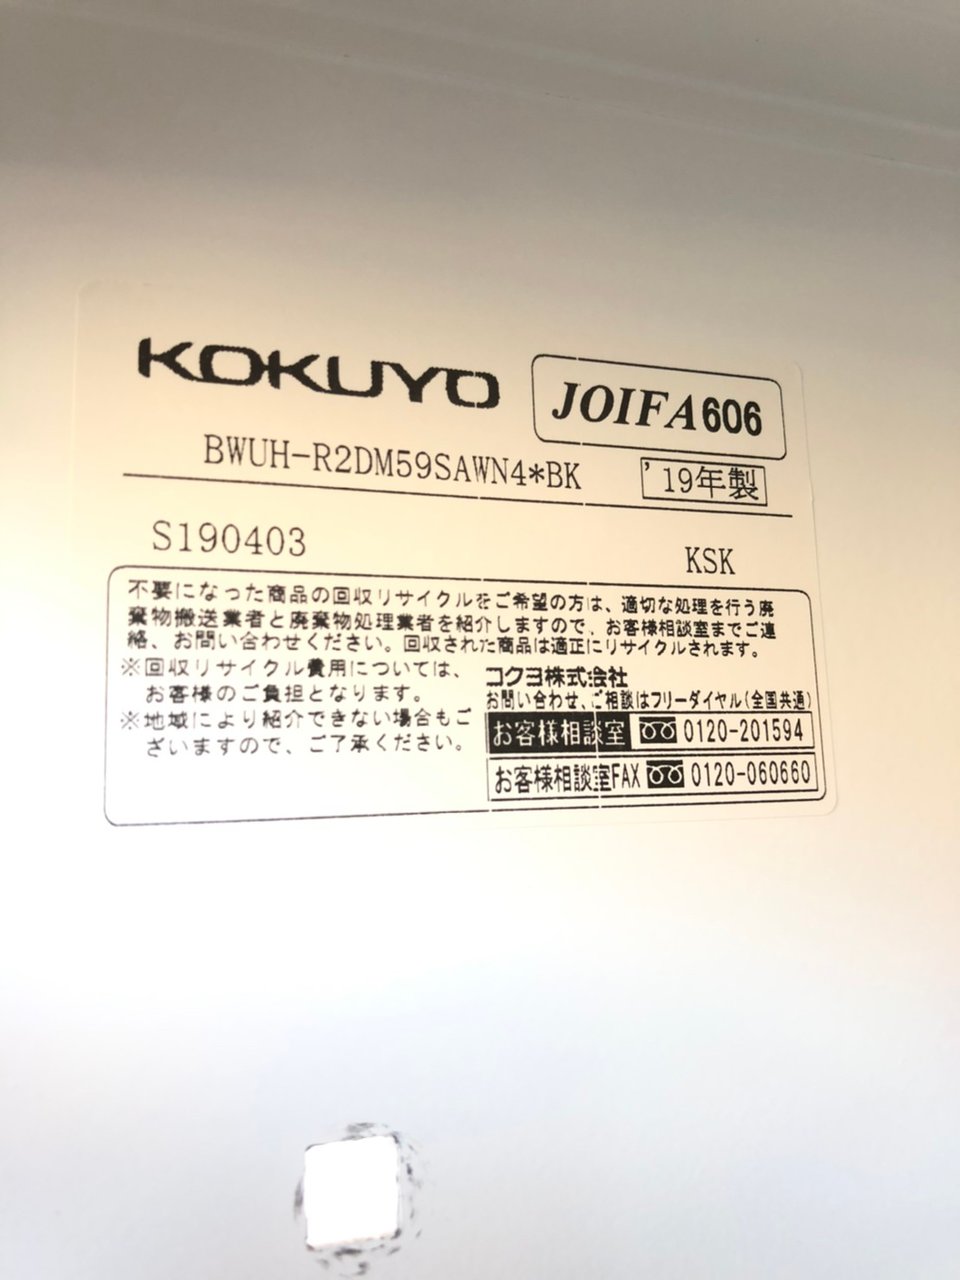 KOKUYO
JOIFA606
BWUH-R2DM59SAWN4*BK
'19年製
S190403
KSK
不要になった商品の回収リサイクルをご希望の方は、適切な処理を行う廃
棄物搬送業者と廃棄物処理業者を紹介しますので、お客様相談室までご連
絡、お問い合わせください。回収された商品は適正にリサイクルされます。
※回収リサイクル費用については、
お客様のご負担となります。
※地域により紹介できない場合もご
ざいますので、ご了承ください。
コクヨ株式会社
お問い合わせ、ご相談はフリーダイヤル(全国共通)
お客様相談室 0120-201594
お客様相談室FAX 0120-060660